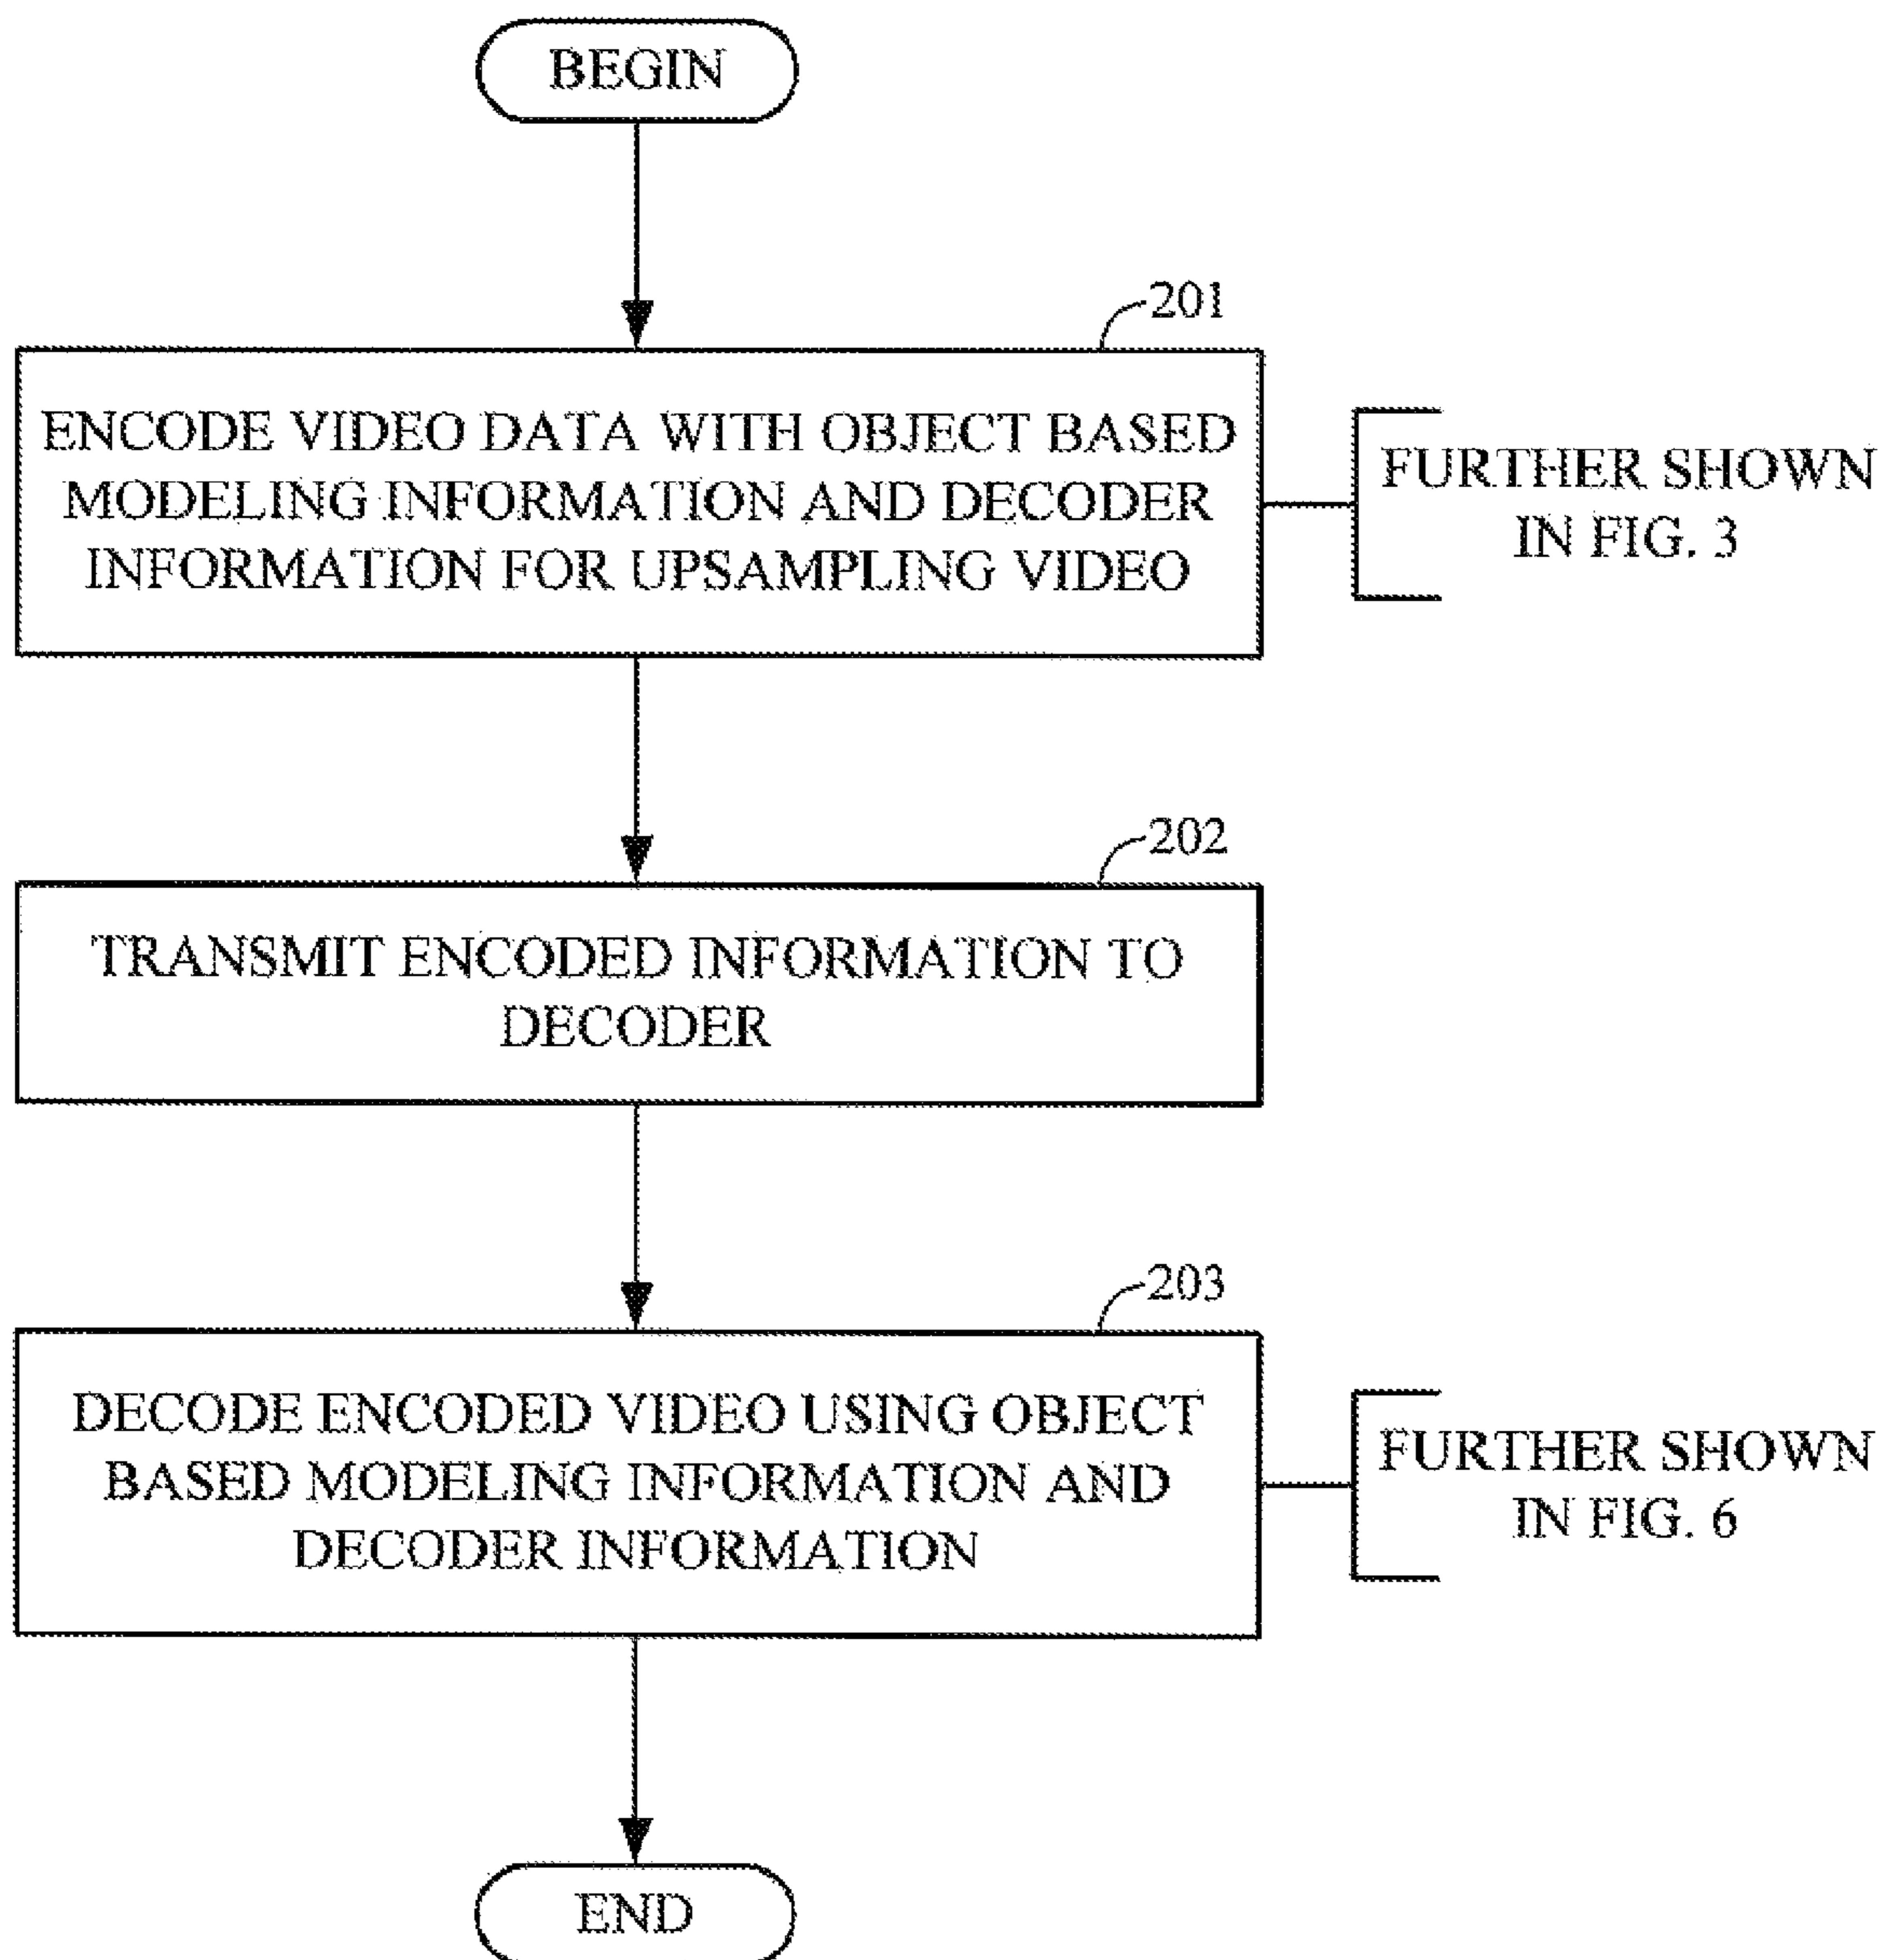 BEGIN
201
ENCODE VIDEO DATA WITH OBJECT BASED
MODELING INFORMATION AND DECODER
INFORMATION FOR UPSAMPLING VIDEO
FURTHER SHOWN
IN FIG. 3
202
TRANSMIT ENCODED INFORMATION TO
DECODER
203
DECODE ENCODED VIDEO USING OBJECT
BASED MODELING INFORMATION AND
DECODER INFORMATION
FURTHER SHOWN
IN FIG. 6
END